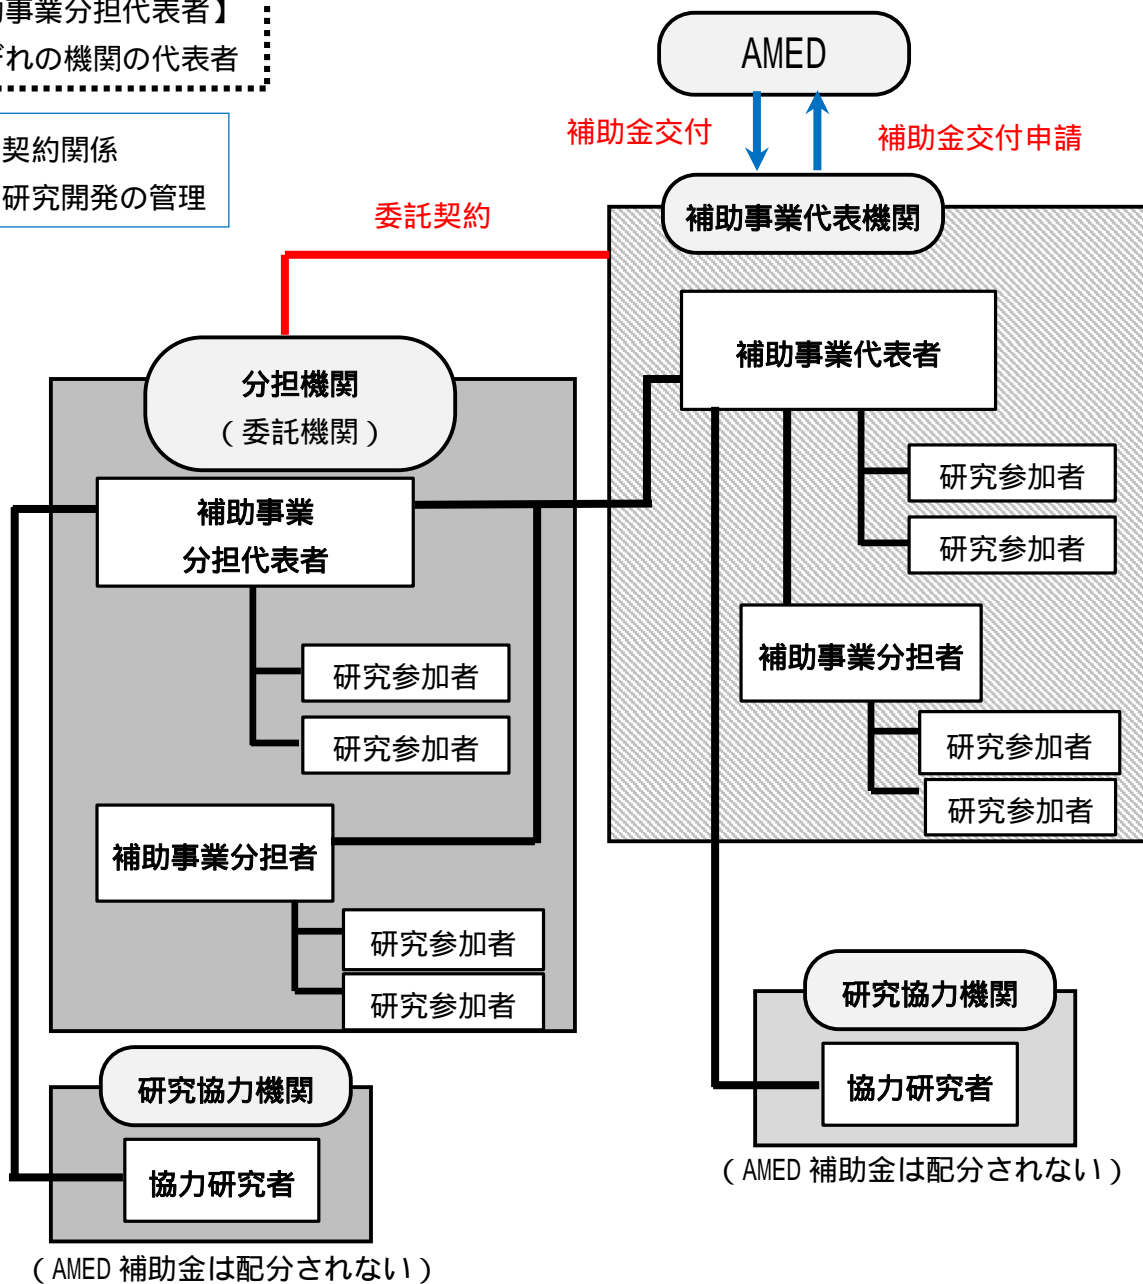 助事業分担代表者】
ぞれの機関の代表者
契約関係
研究開発の管理
AMED
補助金交付
補助金交付申請
委託契約
補助事業代表機関
補助事業代表者
研究参加者
研究参加者
補助事業分担者
研究参加者
研究参加者
分担機関
(委託機関)
補助事業
分担代表者
研究参加者
研究参加者
補助事業分担者
研究参加者
研究参加者
研究協力機関
協力研究者
(AMED 補助金は配分されない)
研究協力機関
協力研究者
(AMED 補助金は配分されない)